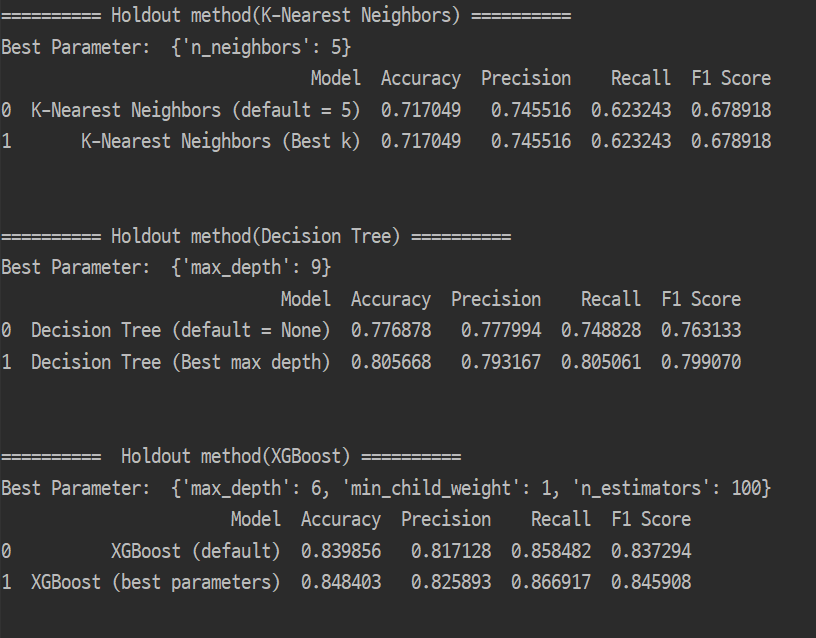 ========== Holdout method(K-Nearest Neighbors) ==========
Best Parameter:  {'n_neighbors': 5}
                               Model  Accuracy  Precision    Recall  F1 Score
0  K-Nearest Neighbors (default = 5)  0.717049   0.745516  0.623243  0.678918
1       K-Nearest Neighbors (Best k)  0.717049   0.745516  0.623243  0.678918
========== Holdout method(Decision Tree) ==========
Best Parameter:  {'max_depth': 9}
                            Model  Accuracy  Precision    Recall  F1 Score
0  Decision Tree (default = None)  0.776878   0.777994  0.748828  0.763133
1  Decision Tree (Best max depth)  0.805668   0.793167  0.805061  0.799070
==========  Holdout method(XGBoost) ==========
Best Parameter:  {'max_depth': 6, 'min_child_weight': 1, 'n_estimators': 100}
                       Model  Accuracy  Precision    Recall  F1 Score
0          XGBoost (default)  0.839856   0.817128  0.858482  0.837294
1  XGBoost (best parameters)  0.848403   0.825893  0.866917  0.845908